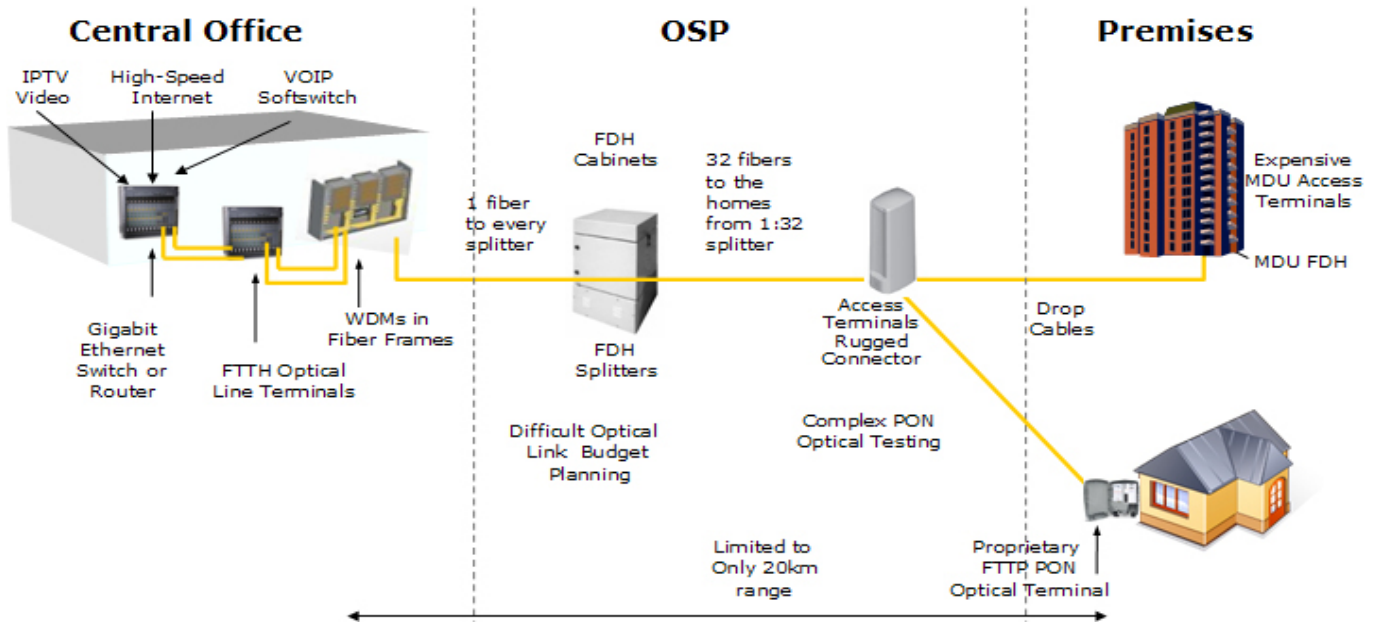 Central Office
OSP
Premises
IPTV
Video
High-Speed
Internet
VOIP
Softswitch
FDH
Cabinets
1 fiber
to every
splitter
32 fibers
to the
homes
from 1:32
splitter
Expensive
MDU Access
Terminals
MDU FDH
Gigabit
Ethernet
Switch or
Router
FTTH Optical
Line Terminals
WDMs in
Fiber Frames
FDH
Splitters
Access
Terminals
Rugged
Connector
Drop
Cables
Difficult Optical
Link Budget
Planning
Complex PON
Optical Testing
Limited to
Only 20km
range
Proprietary
FTTP PON
Optical Terminal